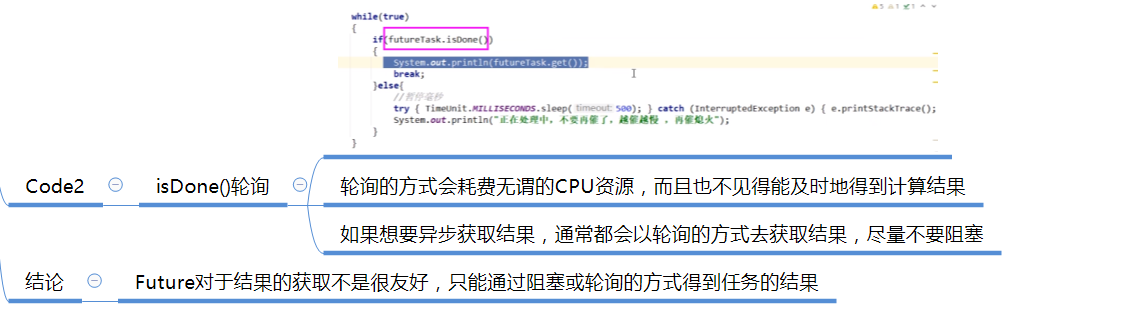 5 1 1
while(true)
{
if(futureTask.isDone())
{
System.out.println(futureTask.get());
break;
}else{
//暂停毫秒
try { TimeUnit.MILLISECONDS.sleep( timeout: 500); } catch (InterruptedException e) { e.printStackTrace();
System.out.println("正在处理中，不要再催了，越催越慢 ，再催熄火");
}
}
Code2
isDone()轮询
轮询的方式会耗费无谓的CPU资源，而且也不见得能及时地得到计算结果
如果想要异步获取结果，通常都会以轮询的方式去获取结果，尽量不要阻塞
结论
Future对于结果的获取不是很友好，只能通过阻塞或轮询的方式得到任务的结果